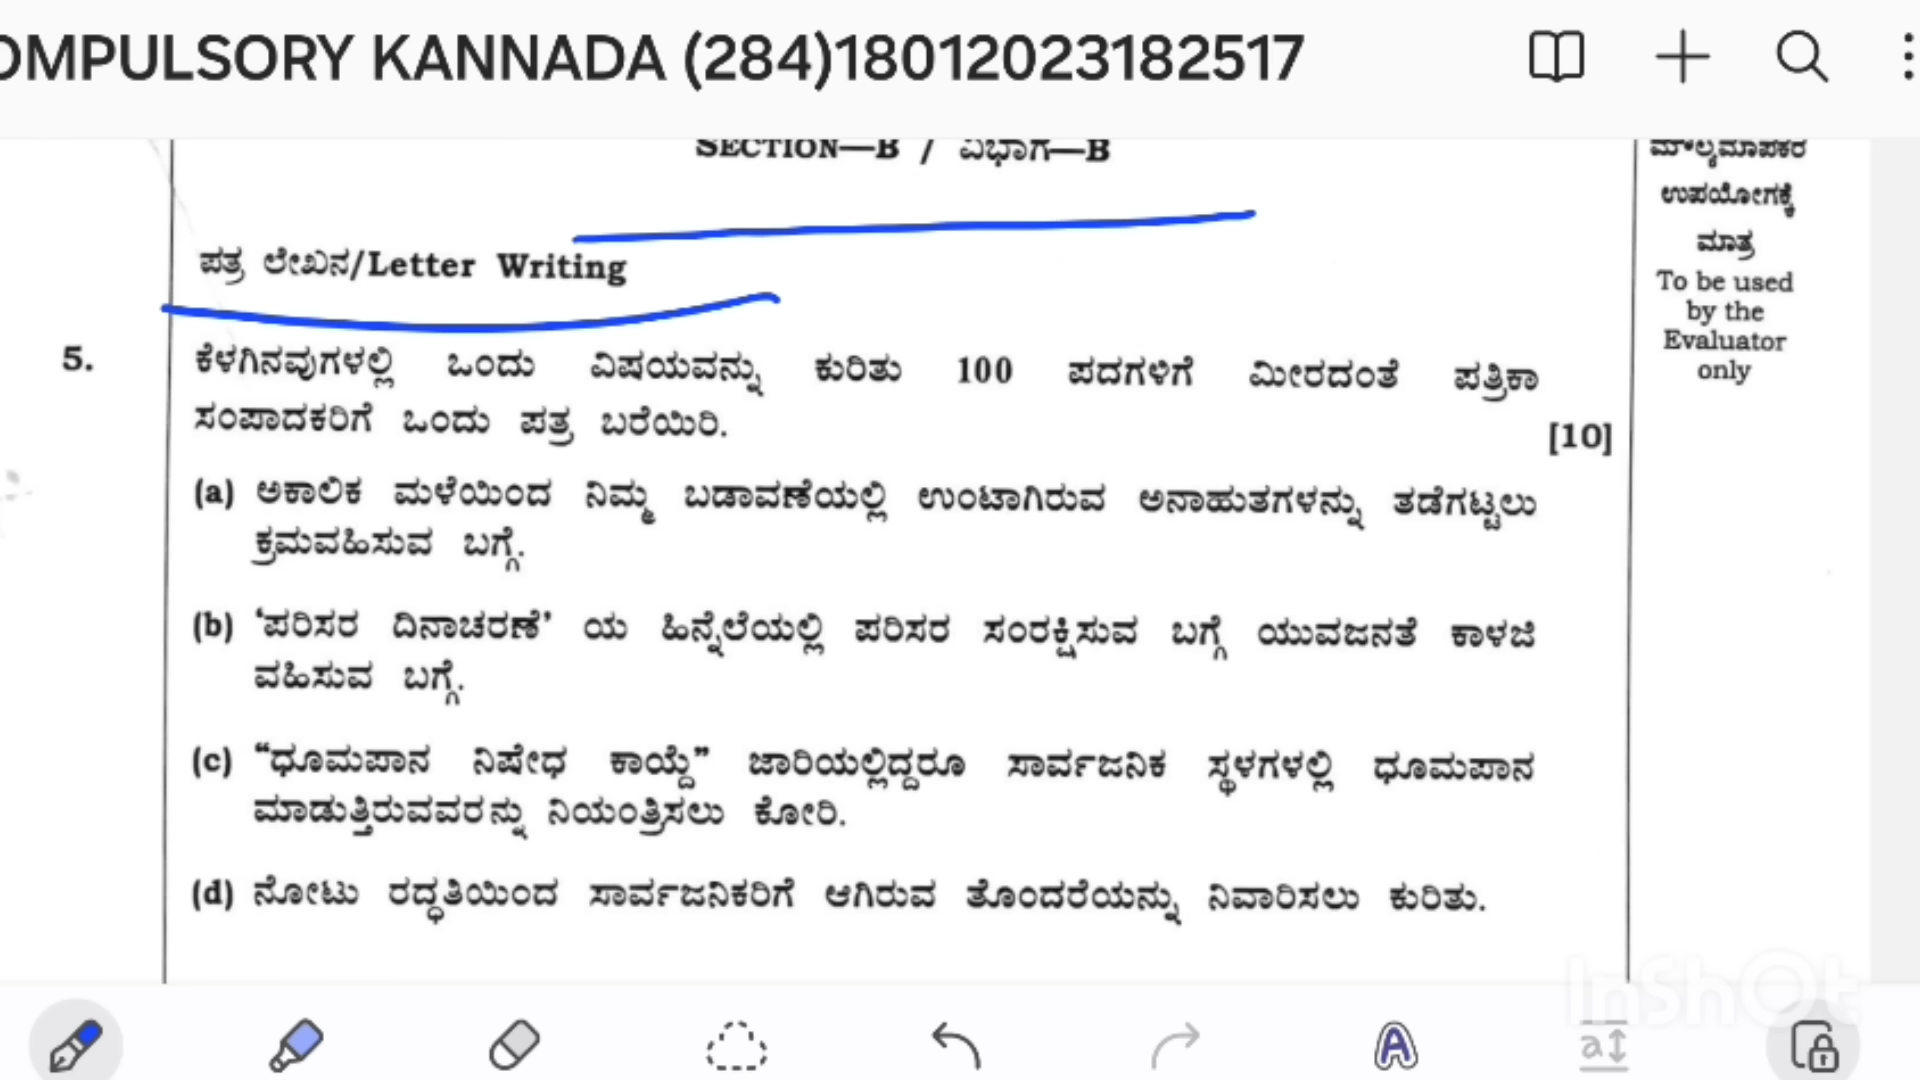 OMPULSORY KANNADA (284)18012023182517
SECTION—B / ವಿಭಾಗ—B
ಮೌಲ್ಯಮಾಪಕರ
ಉಪಯೋಗಕ್ಕೆ
ಮಾತ್ರ
To be used
by the
Evaluator
only
ಪತ್ರ ಲೇಖನ/Letter Writing
5. ಕೆಳಗಿನವುಗಳಲ್ಲಿ ಒಂದು ವಿಷಯವನ್ನು ಕುರಿತು 100 ಪದಗಳಿಗೆ ಮೀರದಂತೆ ಪತ್ರಿಕಾ
ಸಂಪಾದಕರಿಗೆ ಒಂದು ಪತ್ರ ಬರೆಯಿರಿ. [10]
(a) ಅಕಾಲಿಕ ಮಳೆಯಿಂದ ನಿಮ್ಮ ಬಡಾವಣೆಯಲ್ಲಿ ಉಂಟಾಗಿರುವ ಅನಾಹುತಗಳನ್ನು ತಡೆಗಟ್ಟಲು
ಕ್ರಮವಹಿಸುವ ಬಗ್ಗೆ.
(b) ‘ಪರಿಸರ ದಿನಾಚರಣೆ’ ಯ ಹಿನ್ನೆಲೆಯಲ್ಲಿ ಪರಿಸರ ಸಂರಕ್ಷಿಸುವ ಬಗ್ಗೆ ಯುವಜನತೆ ಕಾಳಜಿ
ವಹಿಸುವ ಬಗ್ಗೆ.
(c) “ಧೂಮಪಾನ ನಿಷೇಧ ಕಾಯ್ದೆ” ಜಾರಿಯಲ್ಲಿದ್ದರೂ ಸಾರ್ವಜನಿಕ ಸ್ಥಳಗಳಲ್ಲಿ ಧೂಮಪಾನ
ಮಾಡುತ್ತಿರುವವರನ್ನು ನಿಯಂತ್ರಿಸಲು ಕೋರಿ.
(d) ನೋಟು ರದ್ಧತಿಯಿಂದ ಸಾರ್ವಜನಿಕರಿಗೆ ಆಗಿರುವ ತೊಂದರೆಯನ್ನು ನಿವಾರಿಸಲು ಕುರಿತು.
InShOt
A
a